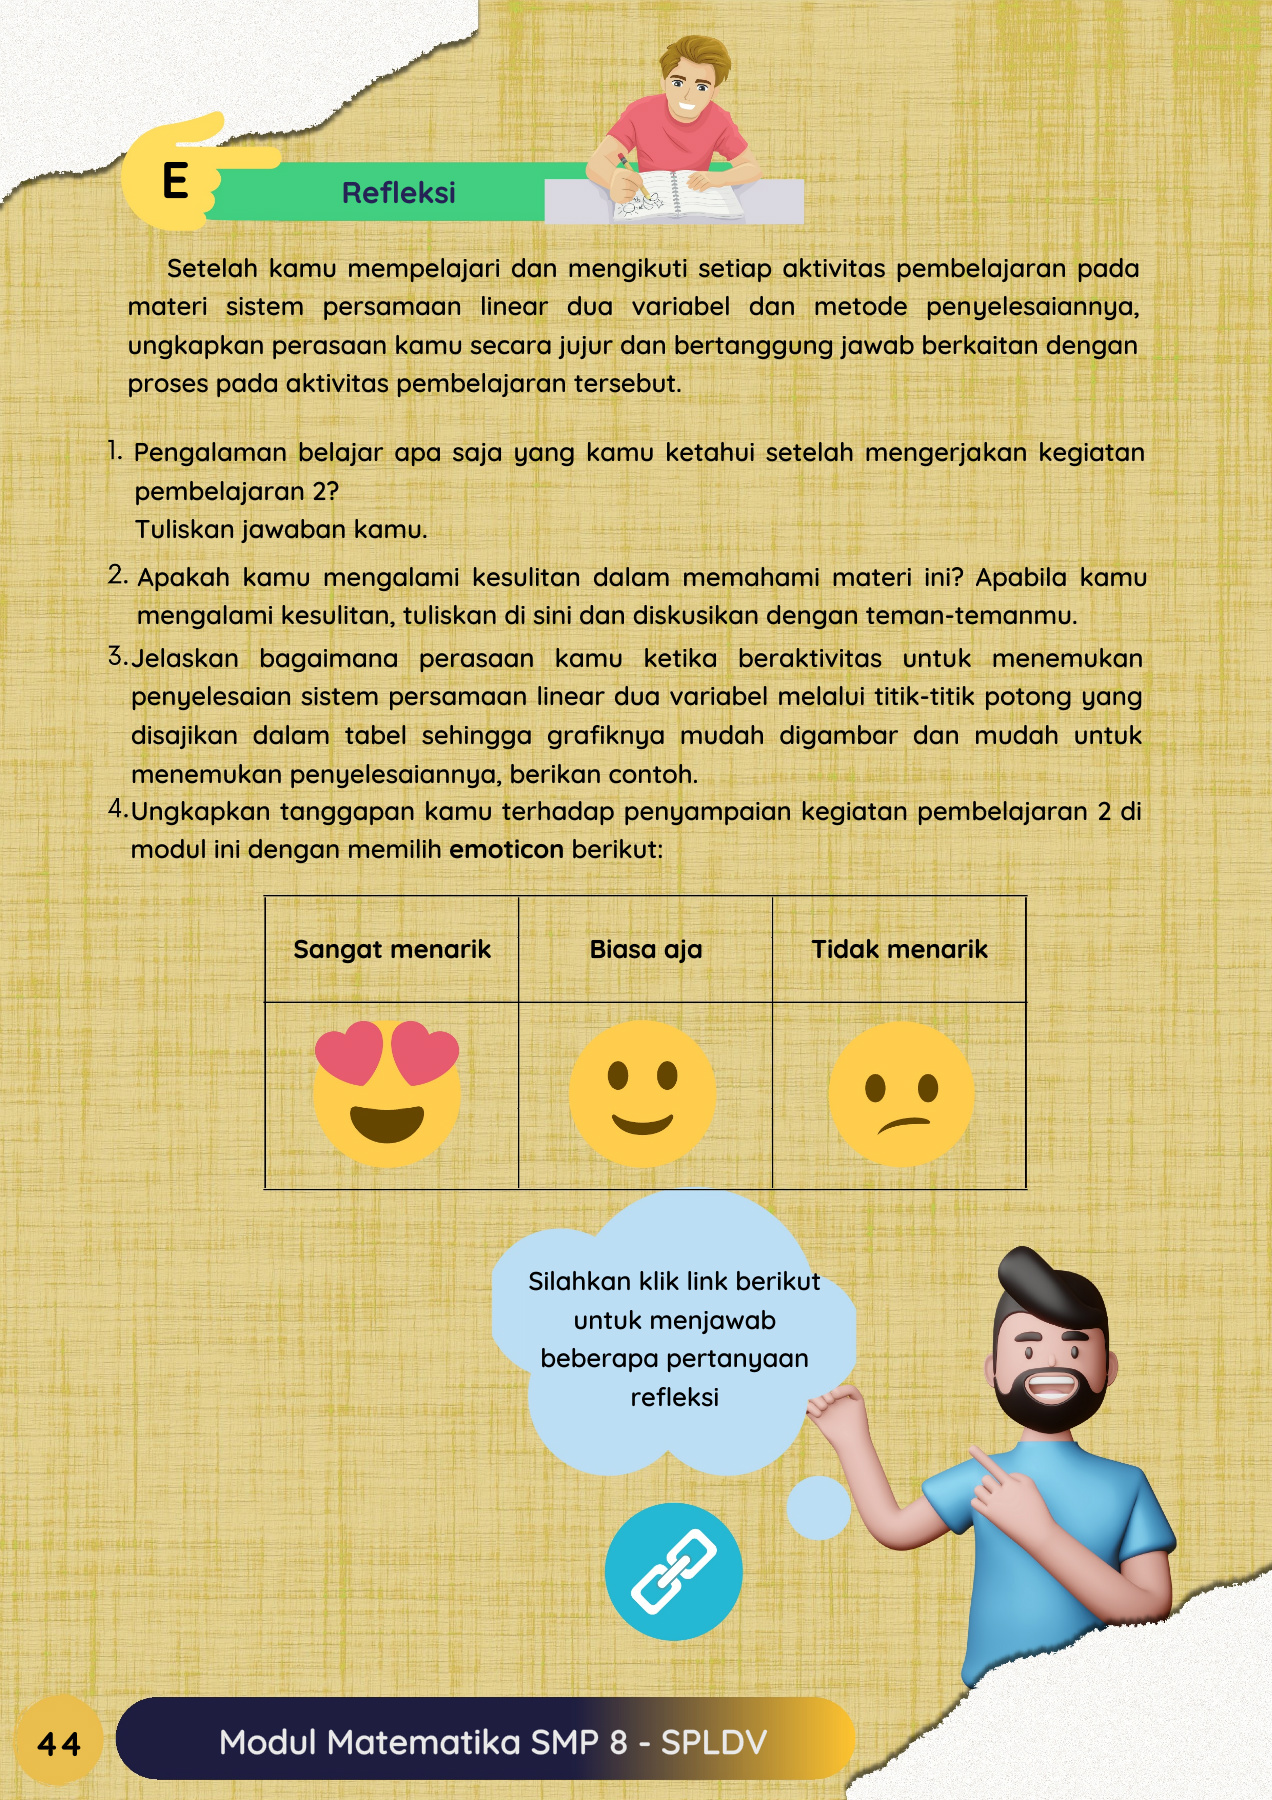 E
Refleksi
Setelah kamu mempelajari dan mengikuti setiap aktivitas pembelajaran pada
materi sistem persamaan linear dua variabel dan metode penyelesaiannya,
ungkapkan perasaan kamu secara jujur dan bertanggung jawab berkaitan dengan
proses pada aktivitas pembelajaran tersebut.
1. Pengalaman belajar apa saja yang kamu ketahui setelah mengerjakan kegiatan
pembelajaran 2?
Tuliskan jawaban kamu.
2. Apakah kamu mengalami kesulitan dalam memahami materi ini? Apabila kamu
mengalami kesulitan, tuliskan di sini dan diskusikan dengan teman-temanmu.
3. Jelaskan bagaimana perasaan kamu ketika beraktivitas untuk menemukan
penyelesaian sistem persamaan linear dua variabel melalui titik-titik potong yang
disajikan dalam tabel sehingga grafiknya mudah digambar dan mudah untuk
menemukan penyelesaiannya, berikan contoh.
4. Ungkapkan tanggapan kamu terhadap penyampaian kegiatan pembelajaran 2 di
modul ini dengan memilih emoticon berikut:
Sangat menarik
Biasa aja
Tidak menarik
Silahkan klik link berikut
untuk menjawab
beberapa pertanyaan
refleksi
44
Modul Matematika SMP 8 - SPLDV